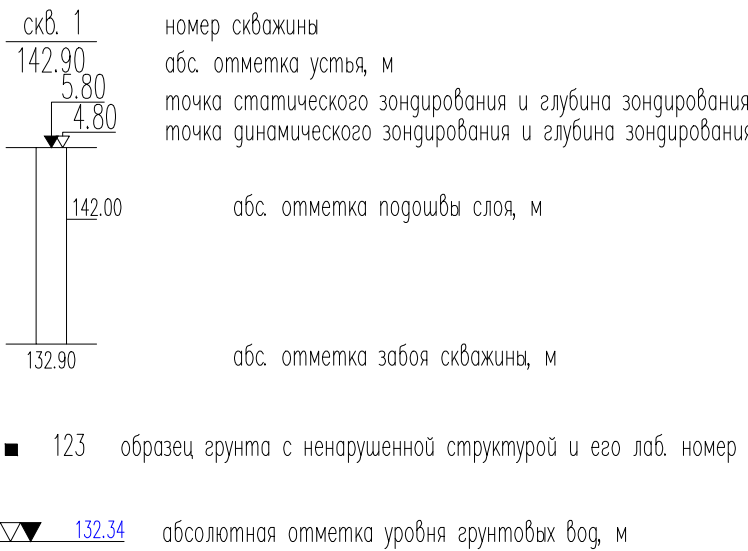 скв. 1 номер скважины
142.90 абс. отметка устья, м
5.80 точка статического зондирования и глубина зондирования
4.80 точка динамического зондирования и глубина зондирования
142.00 абс. отметка подошвы слоя, м
132.90 абс. отметка забоя скважины, м
123 образец грунта с ненарушенной структурой и его лаб. номер
132.34 абсолютная отметка уровня грунтовых вод, м